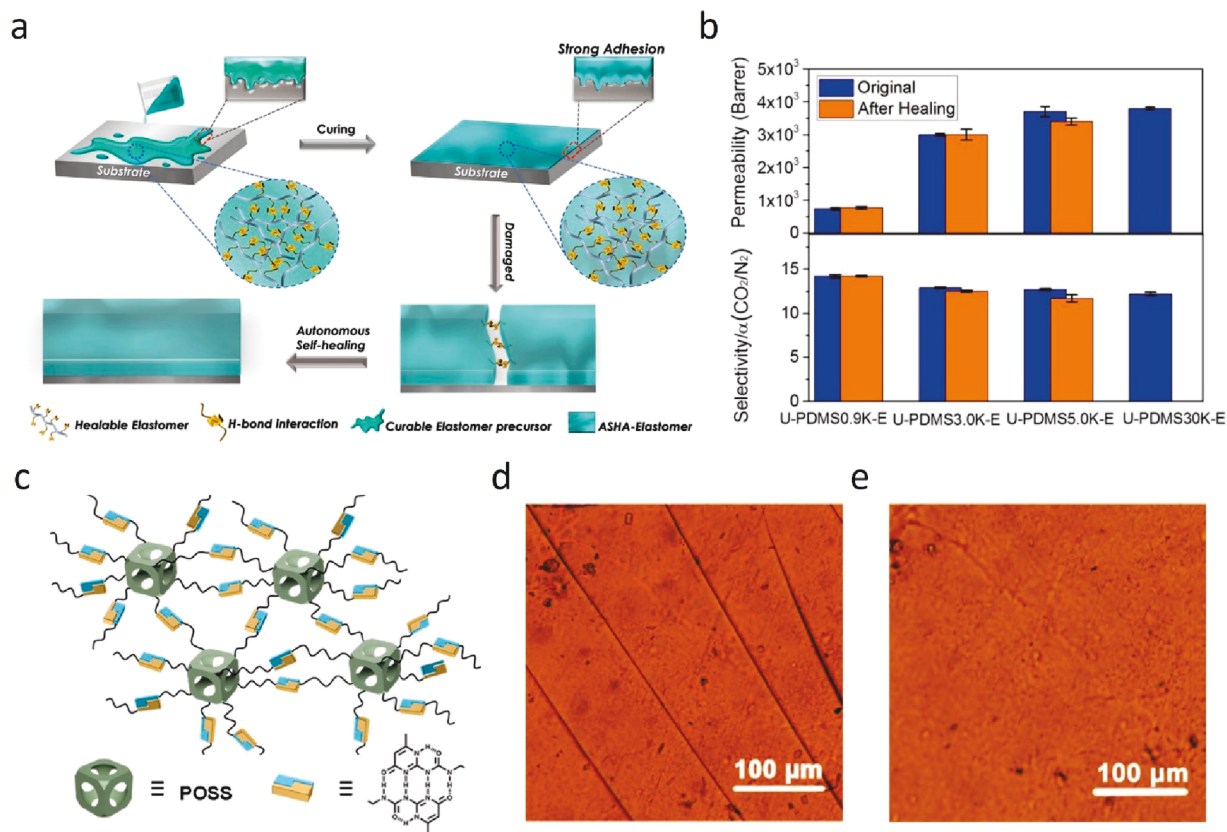 a
Strong Adhesion
Curing
Substrate
Substrate
Damaged
Autonomous
Self-healing
Healable Elastomer
H-bond interaction
Curable Elastomer precursor
ASHA-Elastomer
b
Permeability (Barrer)
5x10³
4x10³
3x10³
2x10³
1x10³
0
Original
After Healing
Selectivity/α(CO₂/N₂)
15
10
5
0
U-PDMS0.9K-E
U-PDMS3.0K-E
U-PDMS5.0K-E
U-PDMS30K-E
c
≡ POSS
≡
O
N
N
H
O
N
N
N
H
H
H
H
N
N
N
O
H
N
N
O
d
100 µm
e
100 µm